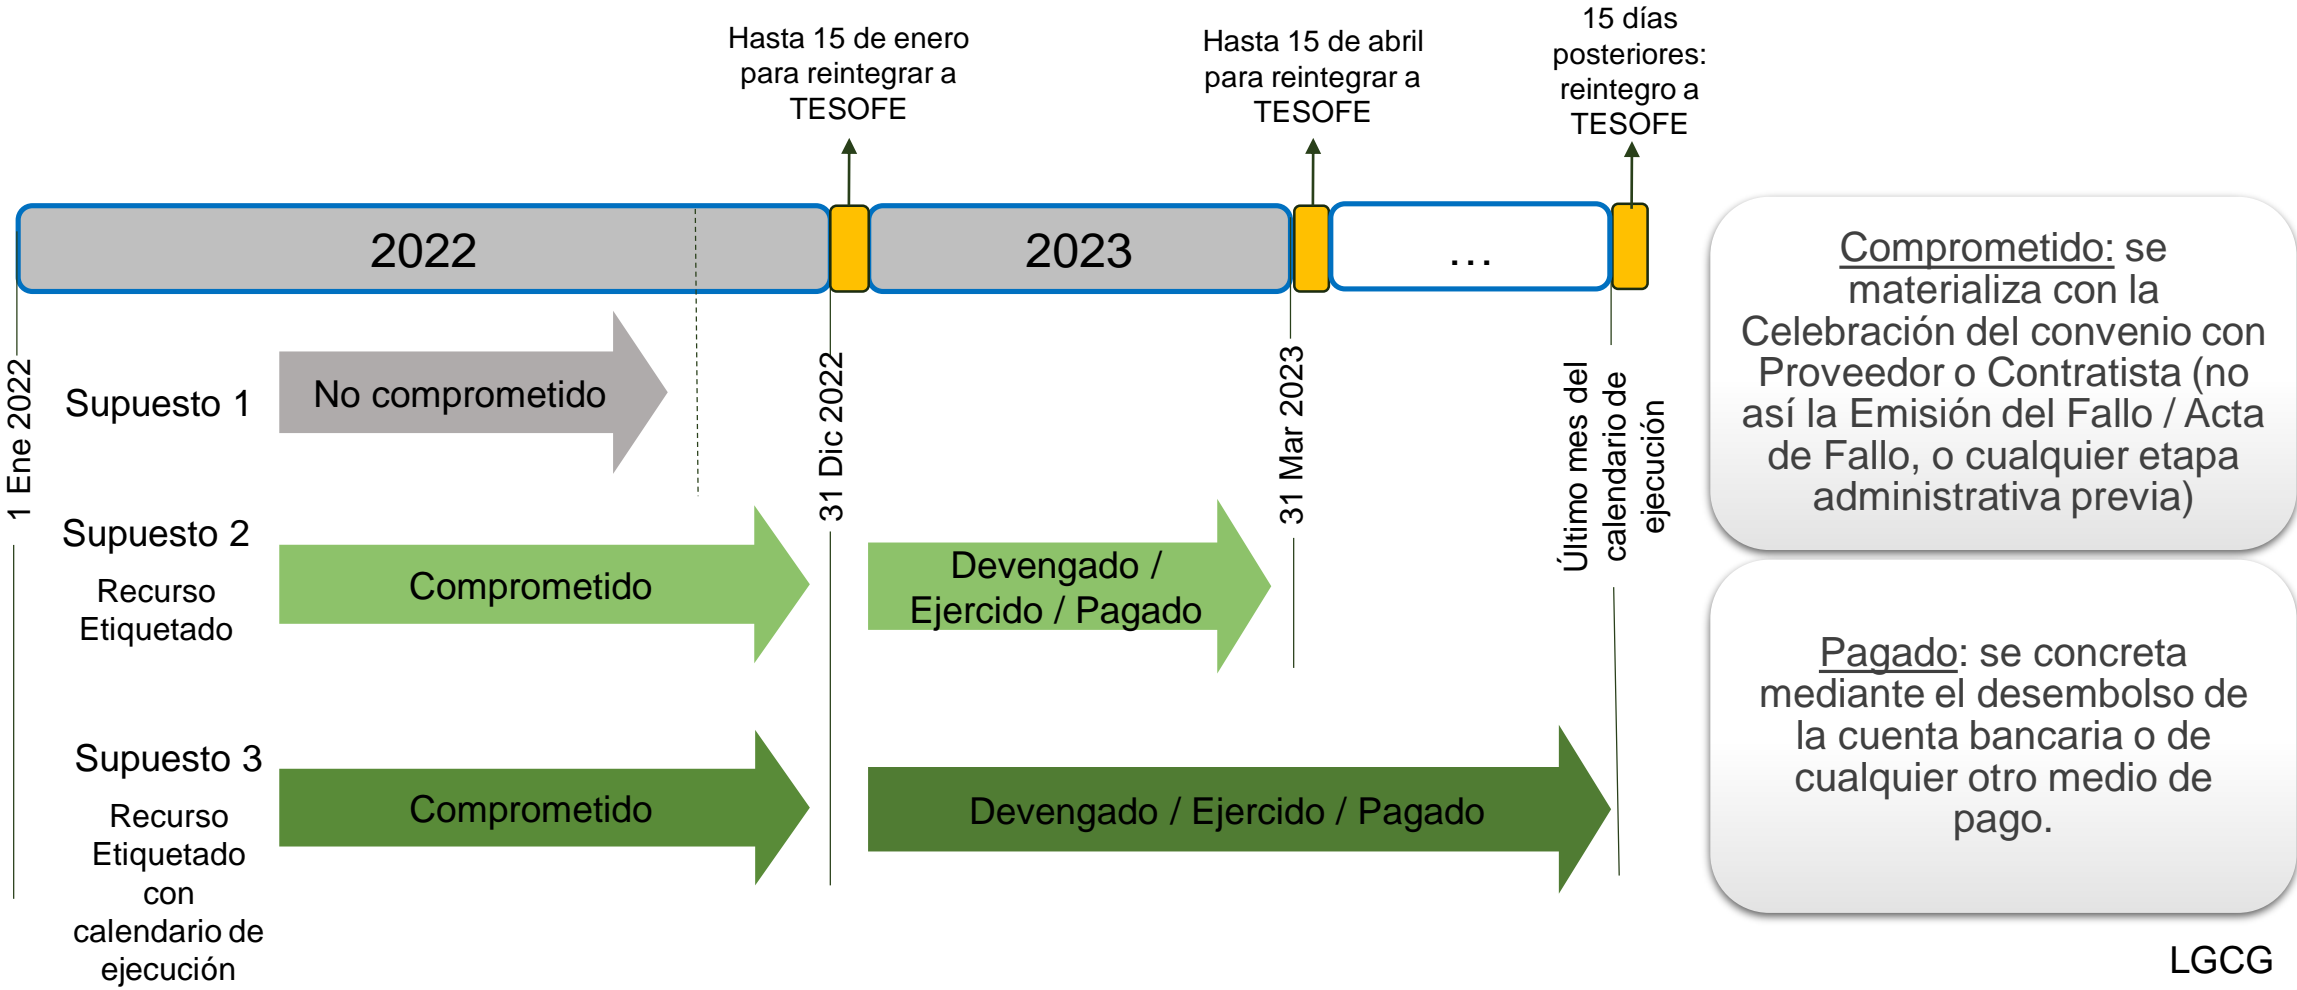 Hasta 15 de enero
para reintegrar a
TESOFE
Hasta 15 de abril
para reintegrar a
TESOFE
15 días
posteriores:
reintegro a
TESOFE
2022
2023
...
1 Ene 2022
31 Dic 2022
31 Mar 2023
Último mes del
calendario de
ejecución
Supuesto 1
No comprometido
Supuesto 2
Recurso
Etiquetado
Comprometido
Devengado /
Ejercido / Pagado
Supuesto 3
Recurso
Etiquetado
con
calendario de
ejecución
Comprometido
Devengado / Ejercido / Pagado
Comprometido: se
materializa con la
Celebración del convenio con
Proveedor o Contratista (no
así la Emisión del Fallo / Acta
de Fallo, o cualquier etapa
administrativa previa)
Pagado: se concreta
mediante el desembolso de
la cuenta bancaria o de
cualquier otro medio de
pago.
LGCG